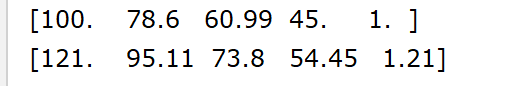 [100. 78.6 60.99 45. 1. ]
[121. 95.11 73.8 54.45 1.21]